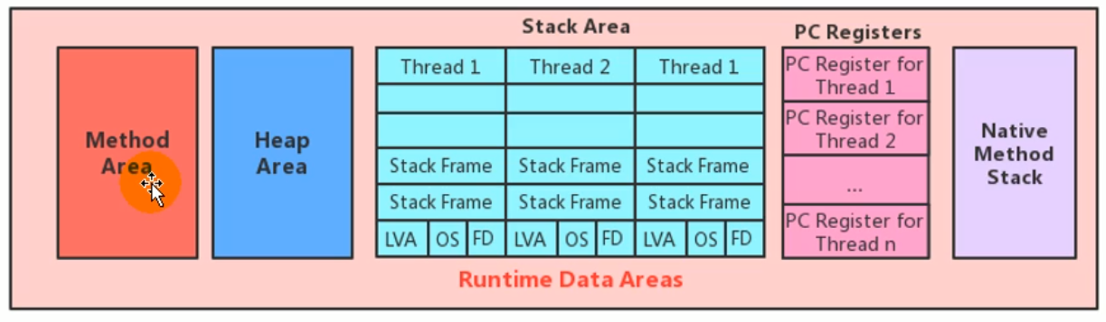 Stack Area
PC Registers
Method
Area
Heap
Area
Thread 1
Thread 2
Thread 1
Stack Frame
Stack Frame
Stack Frame
Stack Frame
Stack Frame
Stack Frame
LVA
OS
FD
LVA
OS
FD
LVA
OS
FD
PC Register for
Thread 1
PC Register for
Thread 2
...
PC Register for
Thread n
Native
Method
Stack
Runtime Data Areas